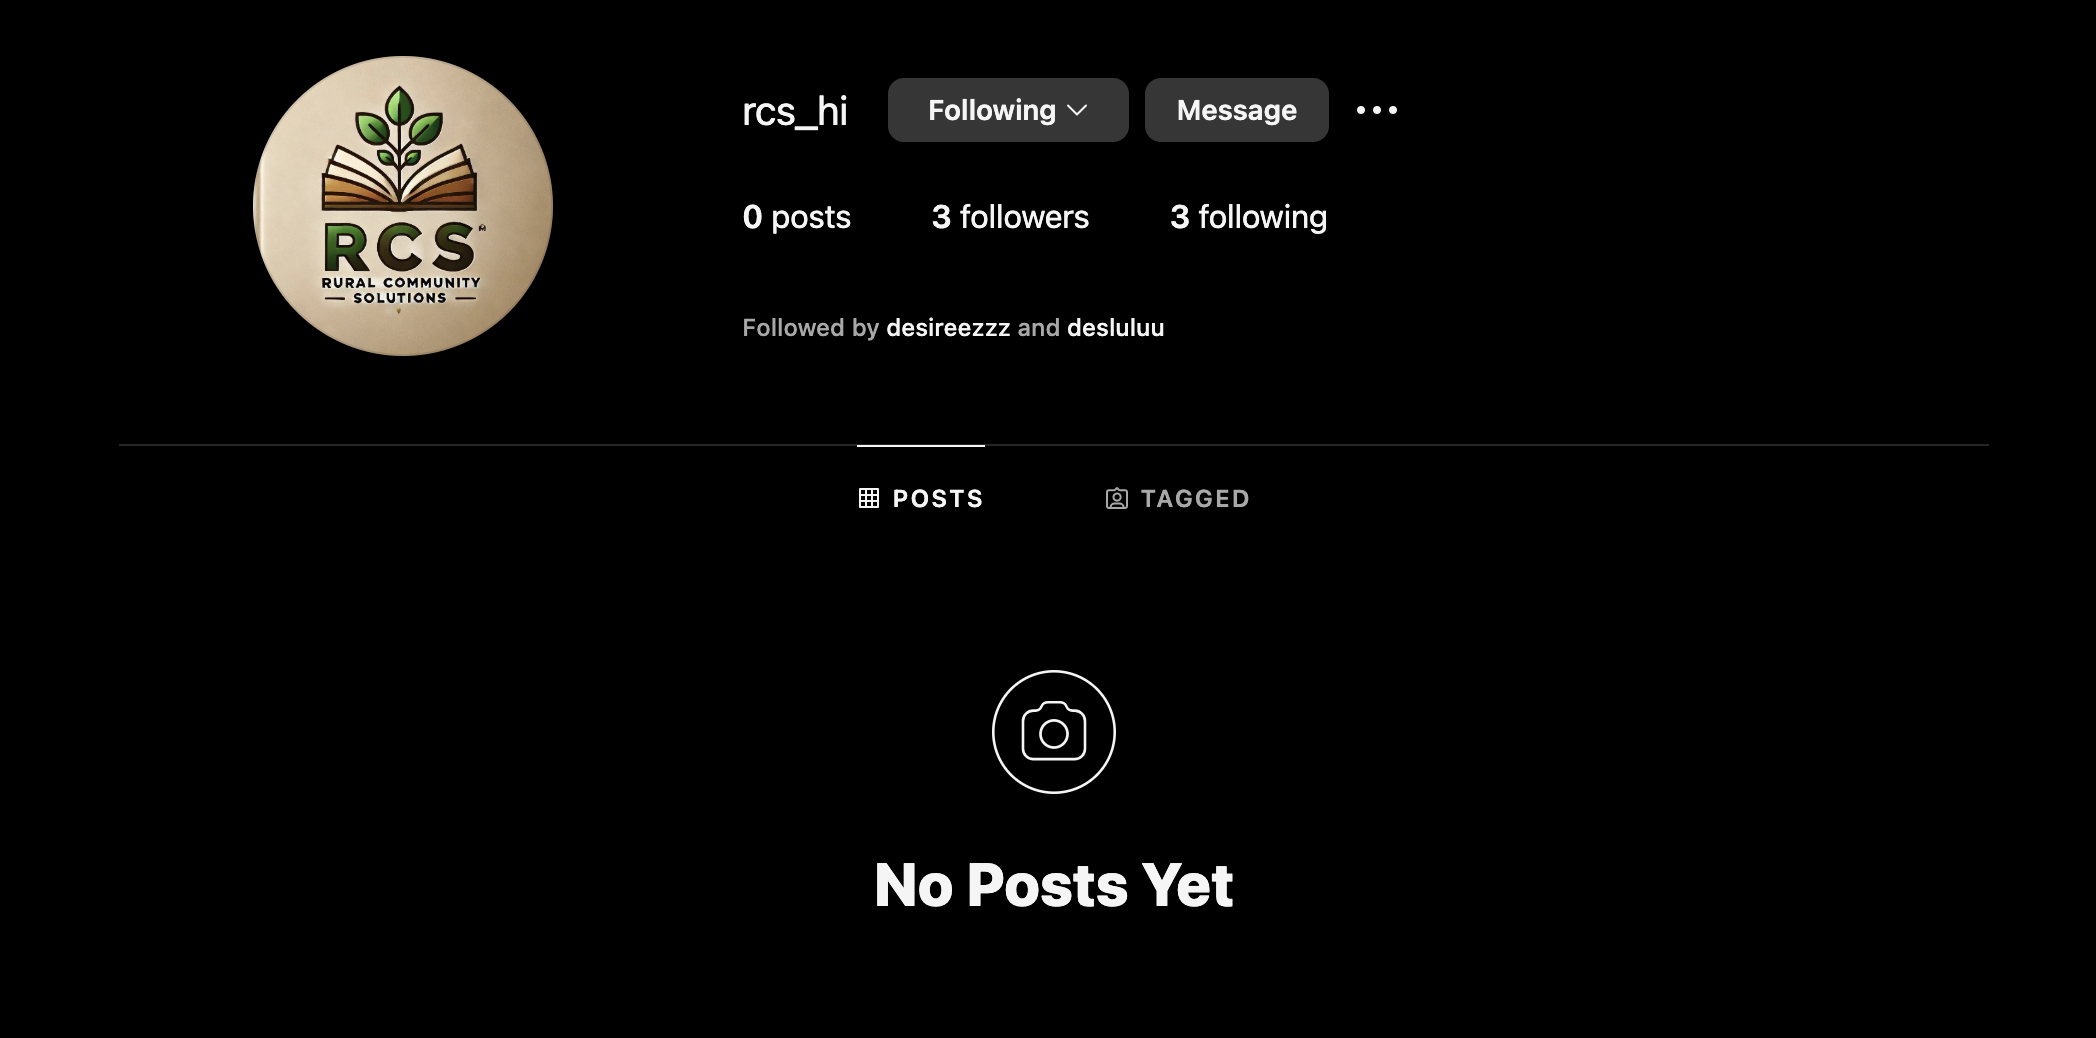 RCS
RURAL COMMUNITY
SOLUTIONS
rcs_hi Following Message
0 posts 3 followers 3 following
Followed by desireezzz and desluluu
POSTS TAGGED
No Posts Yet